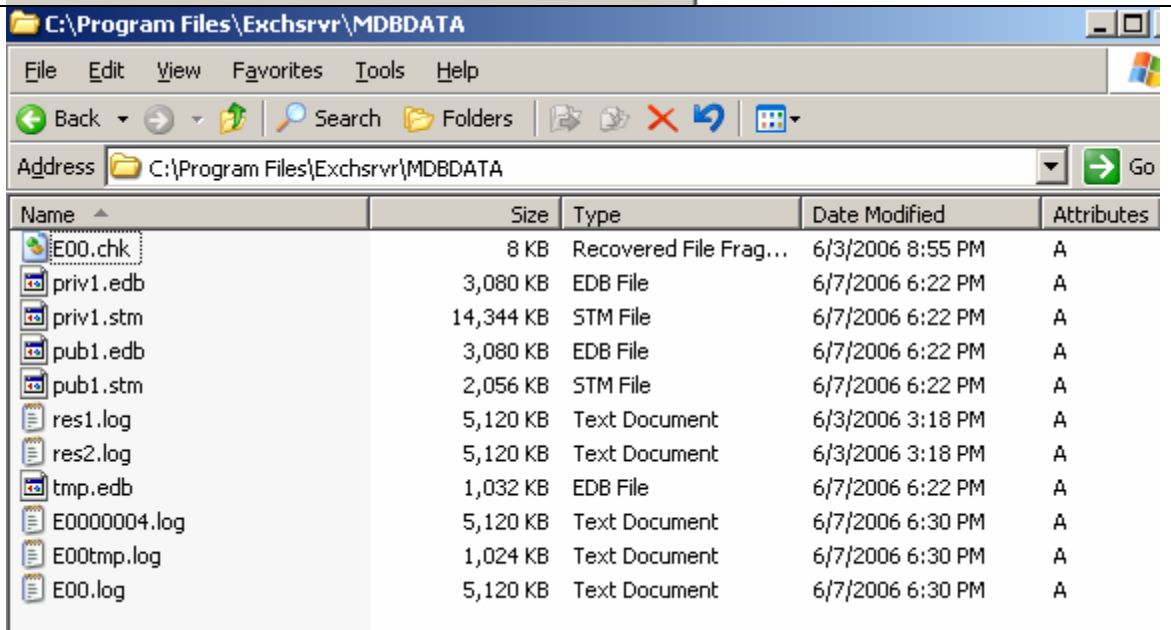 C:\Program Files\Exchsrvr\MDBDATA
File Edit View Favorites Tools Help
Back Search Folders
Address C:\Program Files\Exchsrvr\MDBDATA Go
Name Size Type Date Modified Attributes
E00.chk 8 KB Recovered File Frag... 6/3/2006 8:55 PM A
priv1.edb 3,080 KB EDB File 6/7/2006 6:22 PM A
priv1.stm 14,344 KB STM File 6/7/2006 6:22 PM A
pub1.edb 3,080 KB EDB File 6/7/2006 6:22 PM A
pub1.stm 2,056 KB STM File 6/7/2006 6:22 PM A
res1.log 5,120 KB Text Document 6/3/2006 3:18 PM A
res2.log 5,120 KB Text Document 6/3/2006 3:18 PM A
tmp.edb 1,032 KB EDB File 6/7/2006 6:22 PM A
E0000004.log 5,120 KB Text Document 6/7/2006 6:30 PM A
E00tmp.log 1,024 KB Text Document 6/7/2006 6:30 PM A
E00.log 5,120 KB Text Document 6/7/2006 6:30 PM A